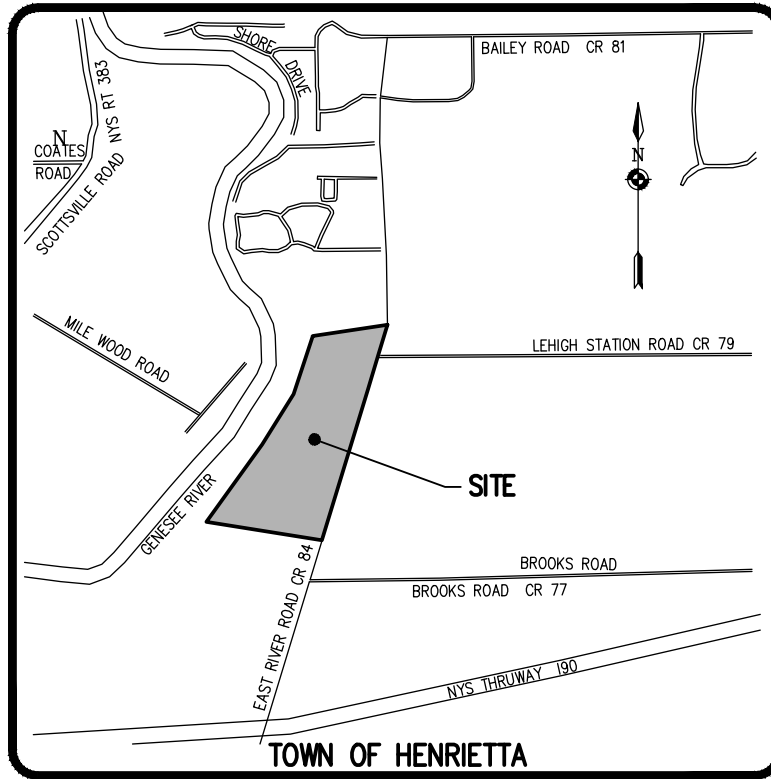 SHORE
DRIVE
BAILEY ROAD CR 81
NYS RT 383
N
COATES
ROAD
SCOTTSVILLE ROAD
N
MILE WOOD ROAD
LEHIGH STATION ROAD CR 79
SITE
GENESEE RIVER
BROOKS ROAD
BROOKS ROAD CR 77
EAST RIVER ROAD CR 84
NYS THRUWAY I90
TOWN OF HENRIETTA